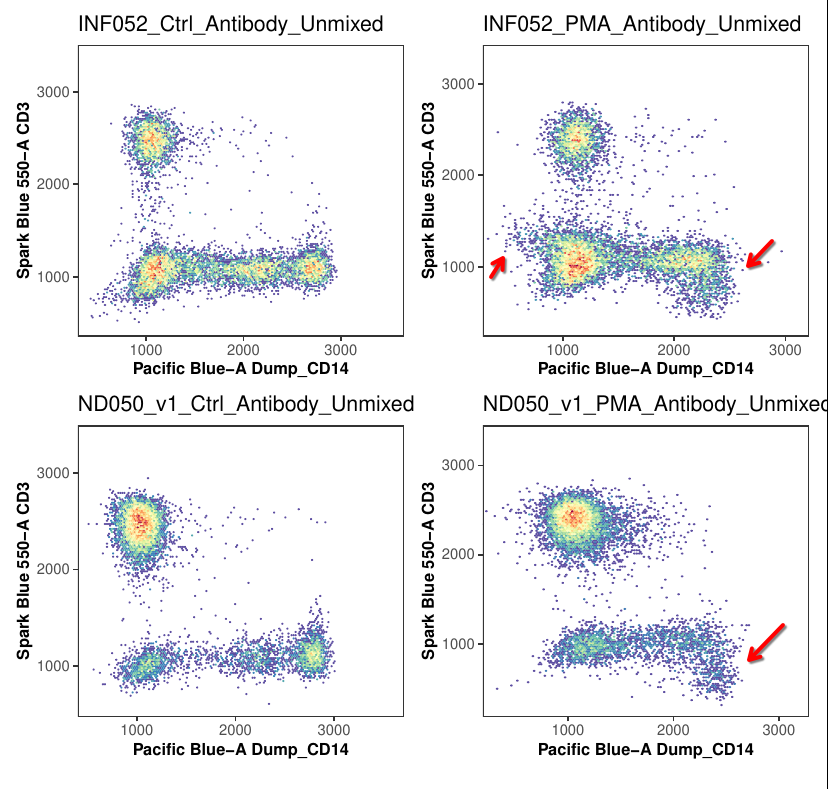 INF052_Ctrl_Antibody_Unmixed
INF052_PMA_Antibody_Unmixed
Spark Blue 550−A CD3
3000
2000
1000
1000 2000 3000
Pacific Blue−A Dump_CD14
Spark Blue 550−A CD3
3000
2000
1000
1000 2000 3000
Pacific Blue−A Dump_CD14
ND050_v1_Ctrl_Antibody_Unmixed
ND050_v1_PMA_Antibody_Unmixed
Spark Blue 550−A CD3
3000
2000
1000
1000 2000 3000
Pacific Blue−A Dump_CD14
Spark Blue 550−A CD3
3000
2000
1000
1000 2000 3000
Pacific Blue−A Dump_CD14